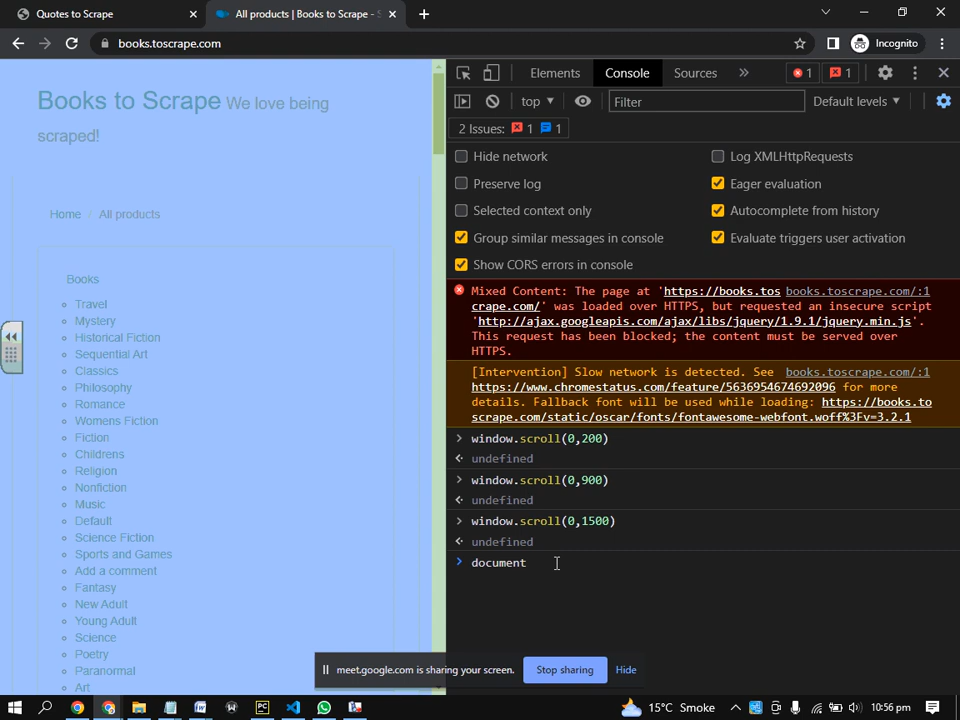 Quotes to Scrape
All products | Books to Scrape - S
books.toscrape.com
Incognito
Books to Scrape We love being
scraped!
Home / All products
Books
Travel
Mystery
Historical Fiction
Sequential Art
Classics
Philosophy
Romance
Womens Fiction
Fiction
Childrens
Religion
Nonfiction
Music
Default
Science Fiction
Sports and Games
Add a comment
Fantasy
New Adult
Young Adult
Science
Poetry
Paranormal
Art
Elements Console Sources 1 1
top Filter Default levels
2 Issues: 1 1
Hide network Log XMLHttpRequests
Preserve log Eager evaluation
Selected context only Autocomplete from history
Group similar messages in console Evaluate triggers user activation
Show CORS errors in console
Mixed Content: The page at 'https://books.tos books.toscrape.com/:1
crape.com/' was loaded over HTTPS, but requested an insecure script
'http://ajax.googleapis.com/ajax/libs/jquery/1.9.1/jquery.min.js'.
This request has been blocked; the content must be served over
HTTPS.
[Intervention] Slow network is detected. See books.toscrape.com/:1
https://www.chromestatus.com/feature/5636954674692096 for more
details. Fallback font will be used while loading: https://books.to
scrape.com/static/oscar/fonts/fontawesome-webfont.woff%3Fv=3.2.1
window.scroll(0,200)
undefined
window.scroll(0,900)
undefined
window.scroll(0,1500)
undefined
document
meet.google.com is sharing your screen. Stop sharing Hide
15°C Smoke 10:56 pm